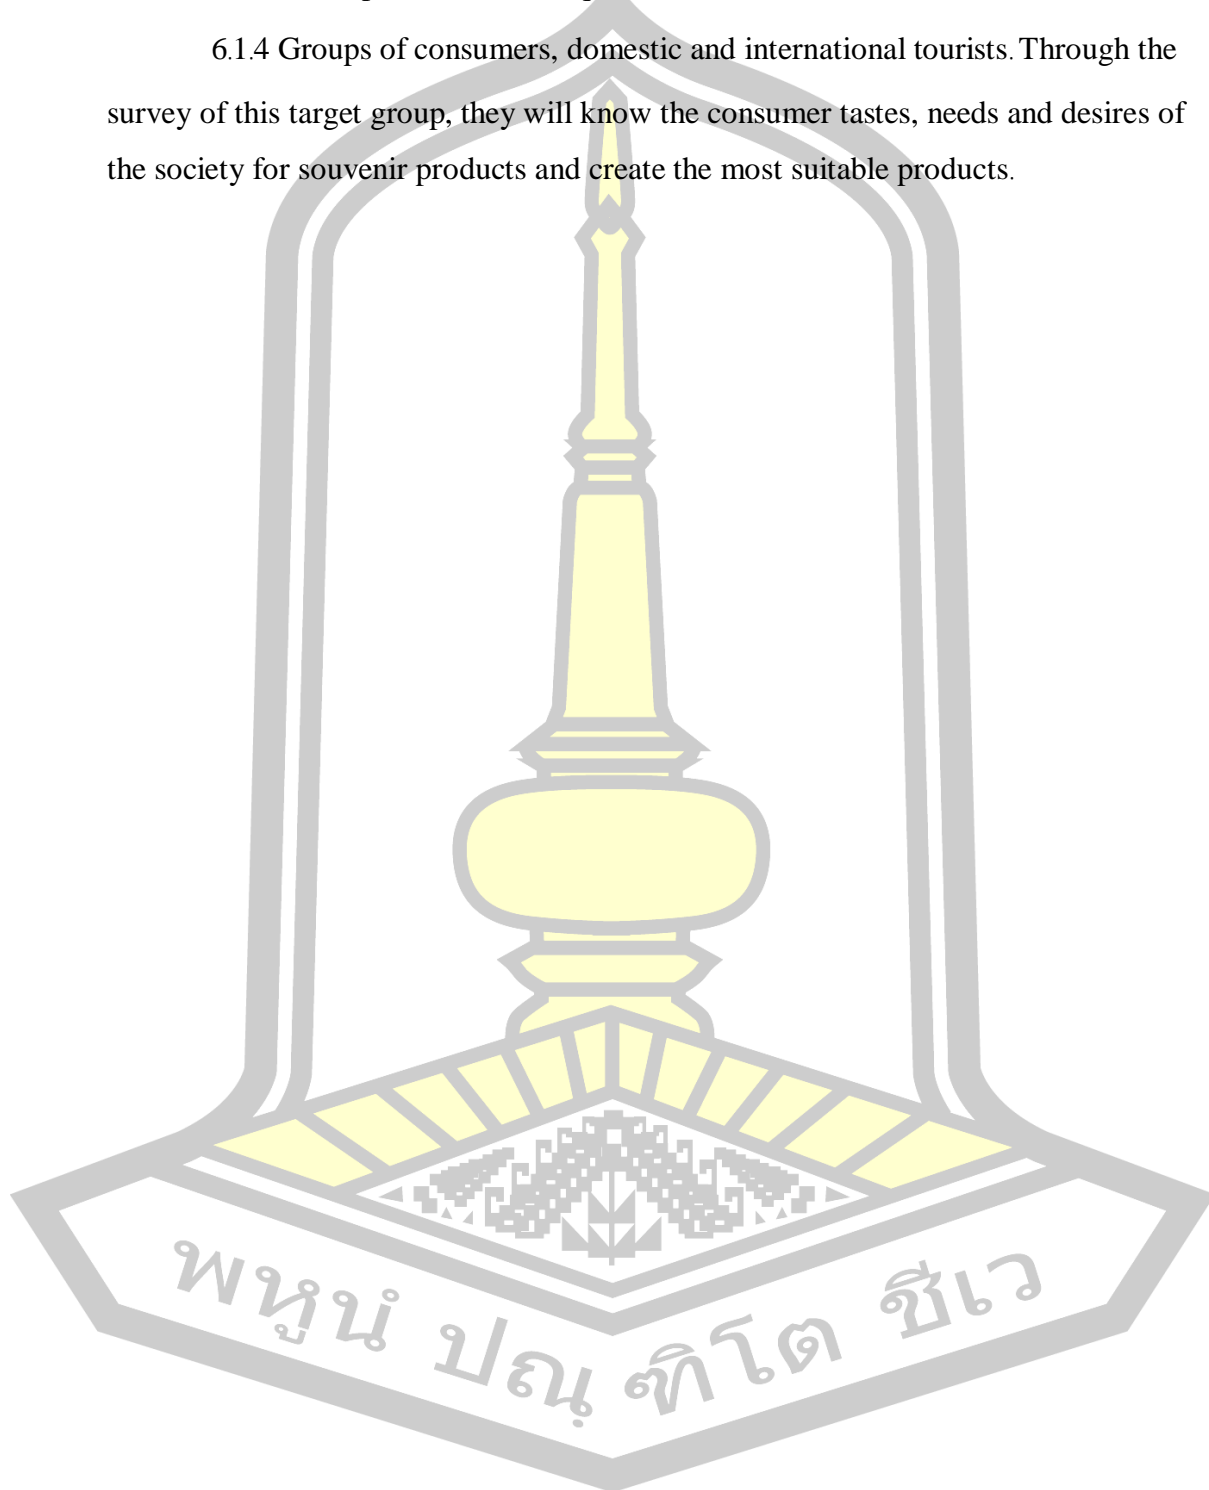 6.1.4 Groups of consumers, domestic and international tourists. Through the
survey of this target group, they will know the consumer tastes, needs and desires of
the society for souvenir products and create the most suitable products.
พหูนํ ปณฺฑิโต ชีเว